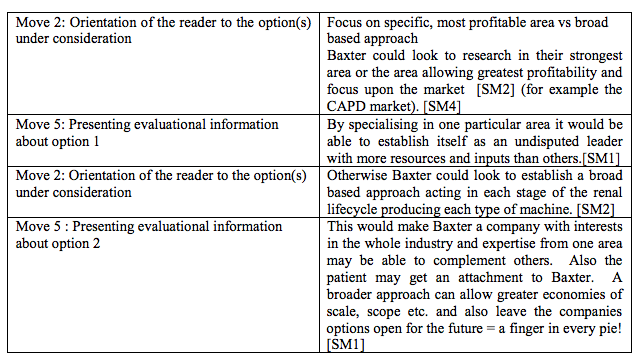 Move 2: Orientation of the reader to the option(s)
under consideration
Focus on specific, most profitable area vs broad
based approach
Baxter could look to research in their strongest
area or the area allowing greatest profitability and
focus upon the market [SM2] (for example the
CAPD market). [SM4]
Move 5: Presenting evaluational information
about option 1
By specialising in one particular area it would be
able to establish itself as an undisputed leader
with more resources and inputs than others.[SM1]
Move 2: Orientation of the reader to the option(s)
under consideration
Otherwise Baxter could look to establish a broad
based approach acting in each stage of the renal
lifecycle producing each type of machine. [SM2]
Move 5 : Presenting evaluational information
about option 2
This would make Baxter a company with interests
in the whole industry and expertise from one area
may be able to complement others. Also the
patient may get an attachment to Baxter. A
broader approach can allow greater economies of
scale, scope etc. and also leave the companies
options open for the future = a finger in every pie!
[SM1]